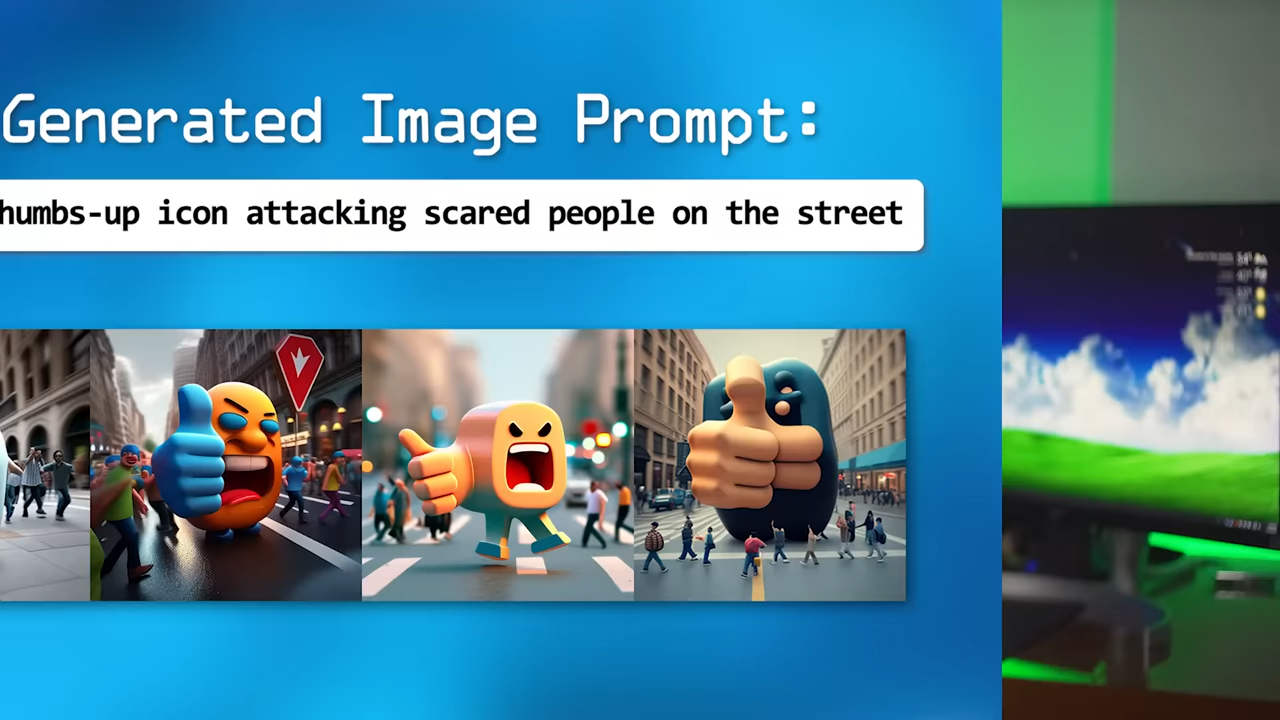 Generated Image Prompt:
humbs-up icon attacking scared people on the street